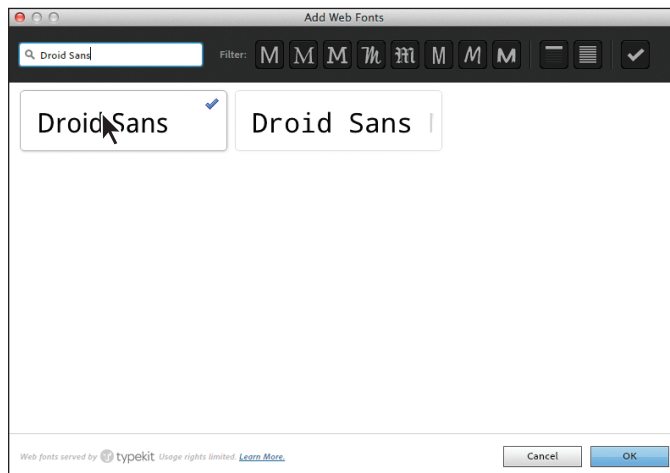 Add Web Fonts
Droid Sans
Filter: M M M M M M M M
Droid Sans
Droid Sans
Web fonts served by typekit Usage rights limited. Learn More.
Cancel
OK